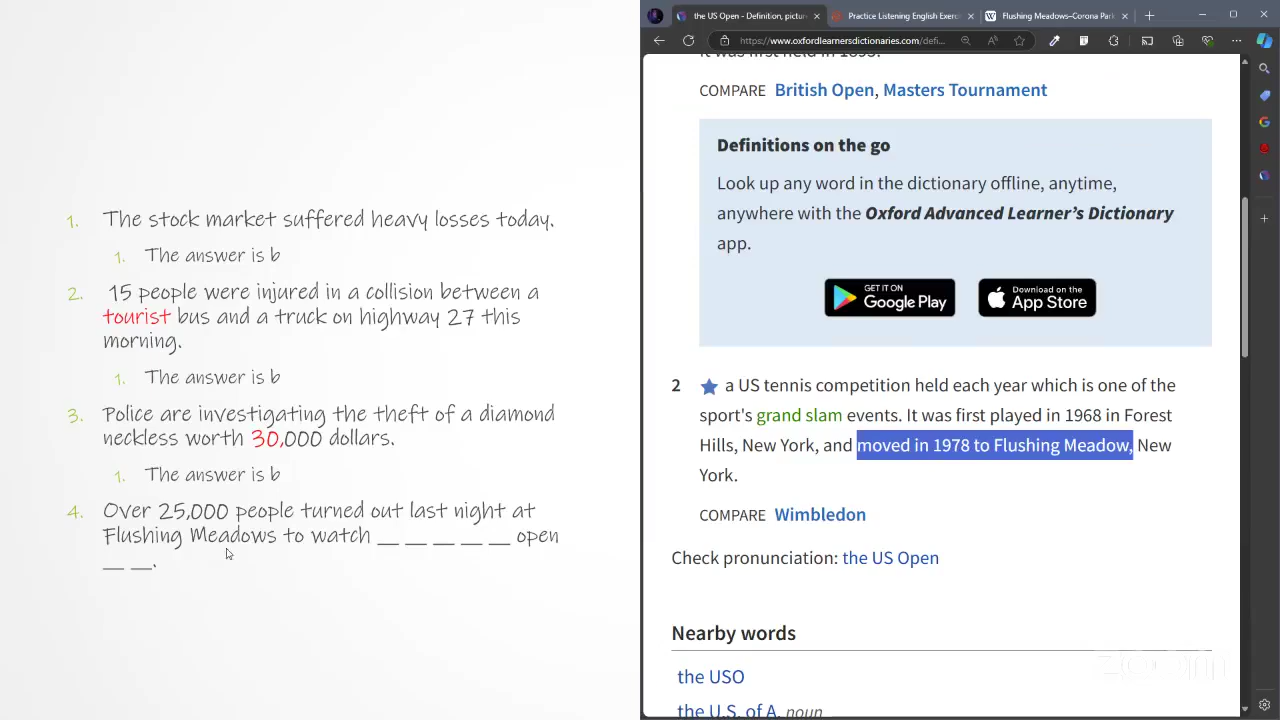 1. The stock market suffered heavy losses today.
1. The answer is b
2. 15 people were injured in a collision between a
tourist bus and a truck on highway 27 this
morning.
1. The answer is b
3. Police are investigating the theft of a diamond
neckless worth 30,000 dollars.
1. The answer is b
4. Over 25,000 people turned out last night at
Flushing Meadows to watch __ __ __ __ __ open
__ __.
the US Open - Definition, pictur
Practice Listening English Exerc
W Flushing Meadows–Corona Park
https://www.oxfordlearnersdictionaries.com/defi...
it was first held in 1895.
COMPARE British Open, Masters Tournament
Definitions on the go
Look up any word in the dictionary offline, anytime,
anywhere with the Oxford Advanced Learner's Dictionary
app.
GET IT ON
Google Play
Download on the
App Store
2 a US tennis competition held each year which is one of the
sport's grand slam events. It was first played in 1968 in Forest
Hills, New York, and moved in 1978 to Flushing Meadow, New
York.
COMPARE Wimbledon
Check pronunciation: the US Open
Nearby words
the USO
the U.S. of A. noun
zoom